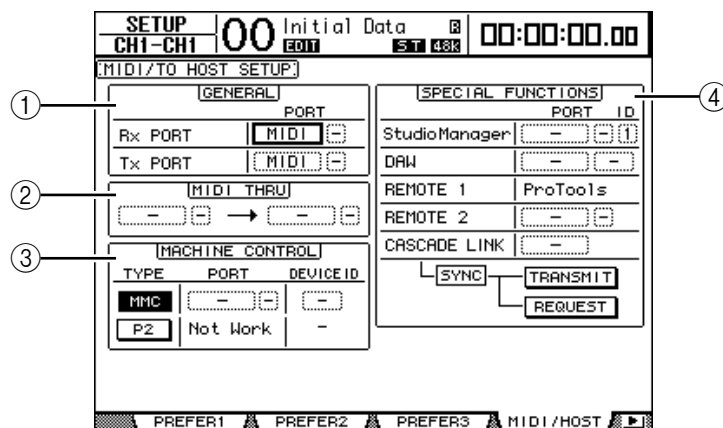 SETUP
CH1-CH1
00
Initial Data
EDIT
ST
48K
00:00:00.00
MIDI/TO HOST SETUP
①
GENERAL
PORT
Rx PORT
MIDI
-
Tx PORT
MIDI
-
②
MIDI THRU
-
-
→
-
-
③
MACHINE CONTROL
TYPE
PORT
DEVICE ID
MMC
-
-
-
P2
Not Work
-
④
SPECIAL FUNCTIONS
PORT
ID
StudioManager
-
-
1
DAW
-
-
REMOTE 1
ProTools
REMOTE 2
-
-
CASCADE LINK
-
SYNC
TRANSMIT
REQUEST
PREFER1
PREFER2
PREFER3
MIDI/HOST